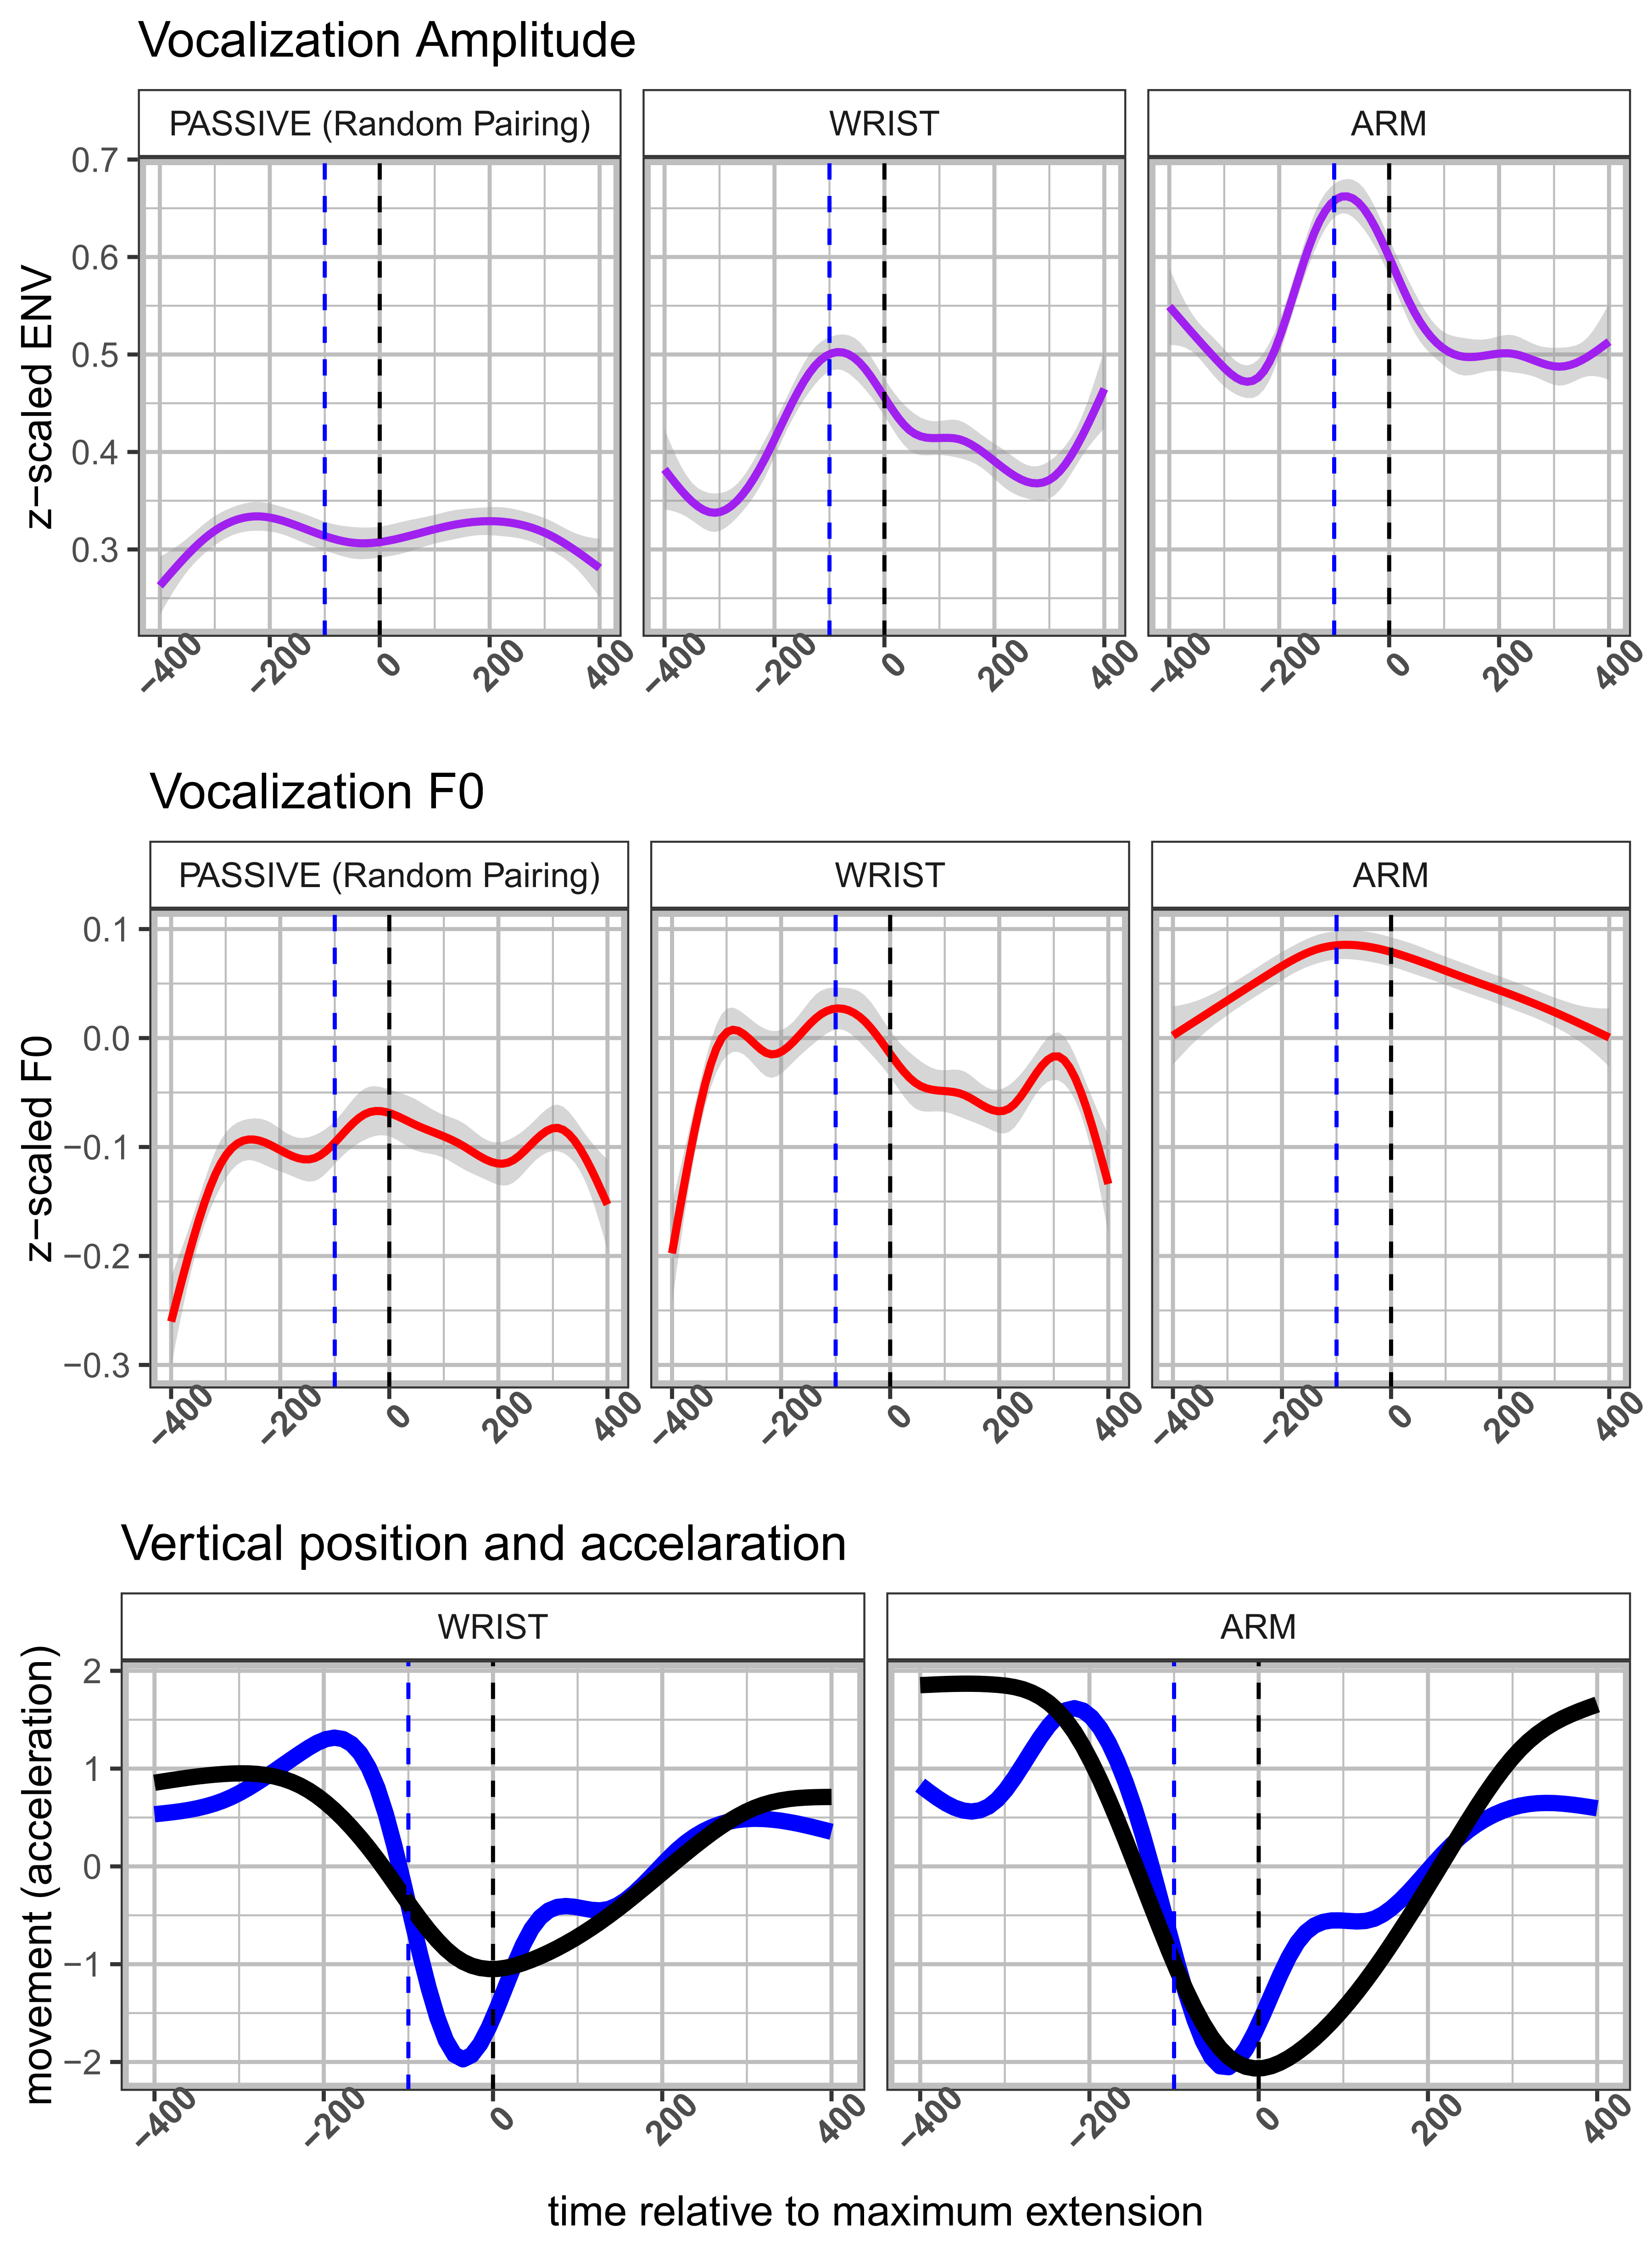 Vocalization Amplitude
PASSIVE (Random Pairing) WRIST ARM
z−scaled ENV
0.7
0.6
0.5
0.4
0.3
−400 −200 0 200 400 −400 −200 0 200 400 −400 −200 0 200 400
Vocalization F0
PASSIVE (Random Pairing) WRIST ARM
z−scaled F0
0.1
0.0
−0.1
−0.2
−0.3
−400 −200 0 200 400 −400 −200 0 200 400 −400 −200 0 200 400
Vertical position and accelaration
WRIST ARM
movement (acceleration)
2
1
0
−1
−2
−400 −200 0 200 400 −400 −200 0 200 400
time relative to maximum extension